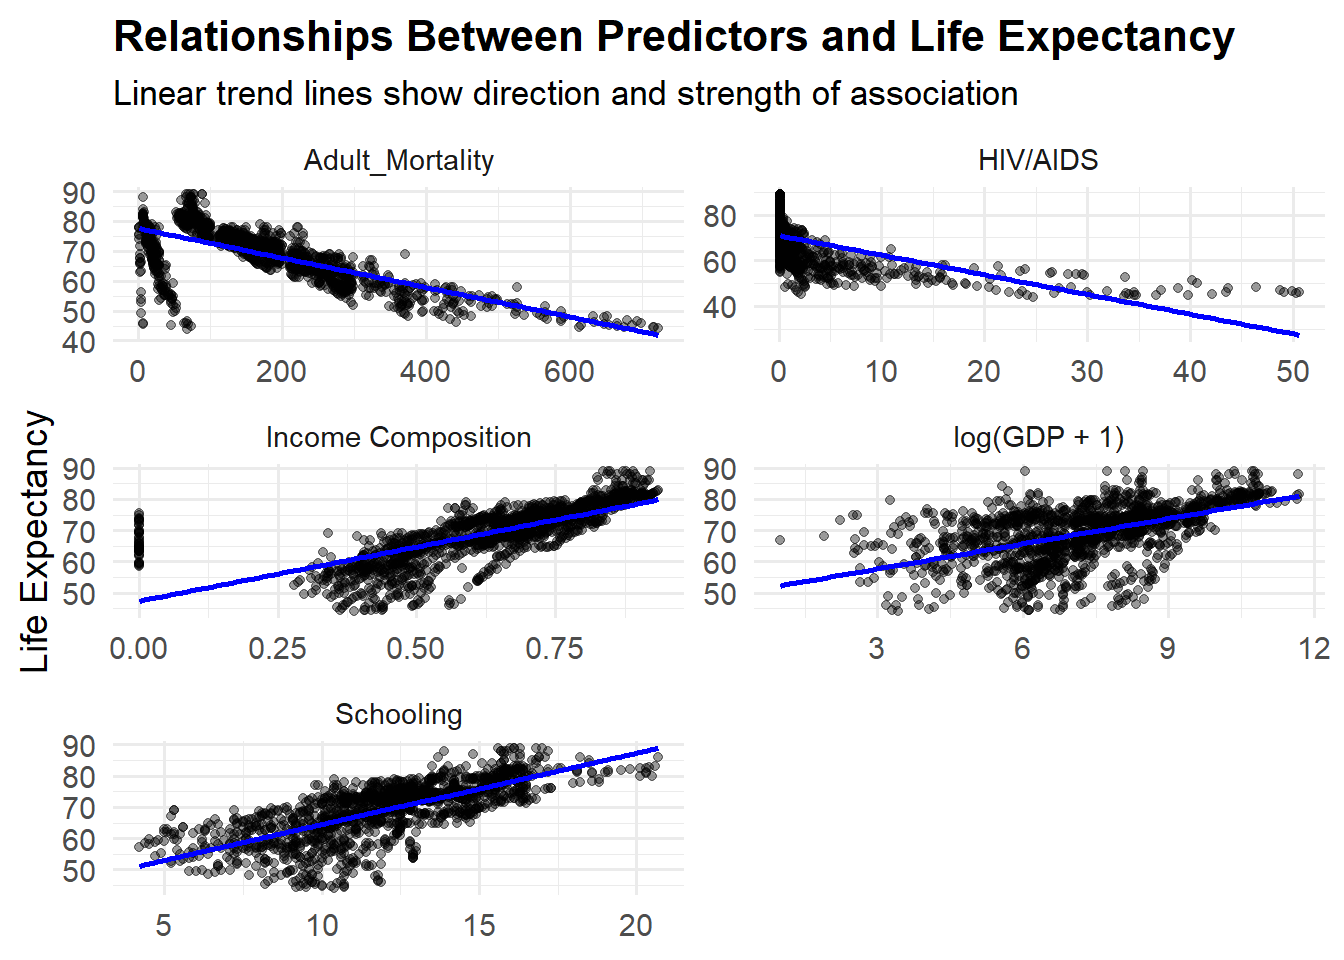 Relationships Between Predictors and Life Expectancy
Linear trend lines show direction and strength of association
Adult_Mortality
90
80
70
60
50
40
0 200 400 600
HIV/AIDS
80
60
40
0 10 20 30 40 50
Life Expectancy
Income Composition
90
80
70
60
50
0.00 0.25 0.50 0.75
log(GDP + 1)
90
80
70
60
50
3 6 9 12
Schooling
90
80
70
60
50
5 10 15 20